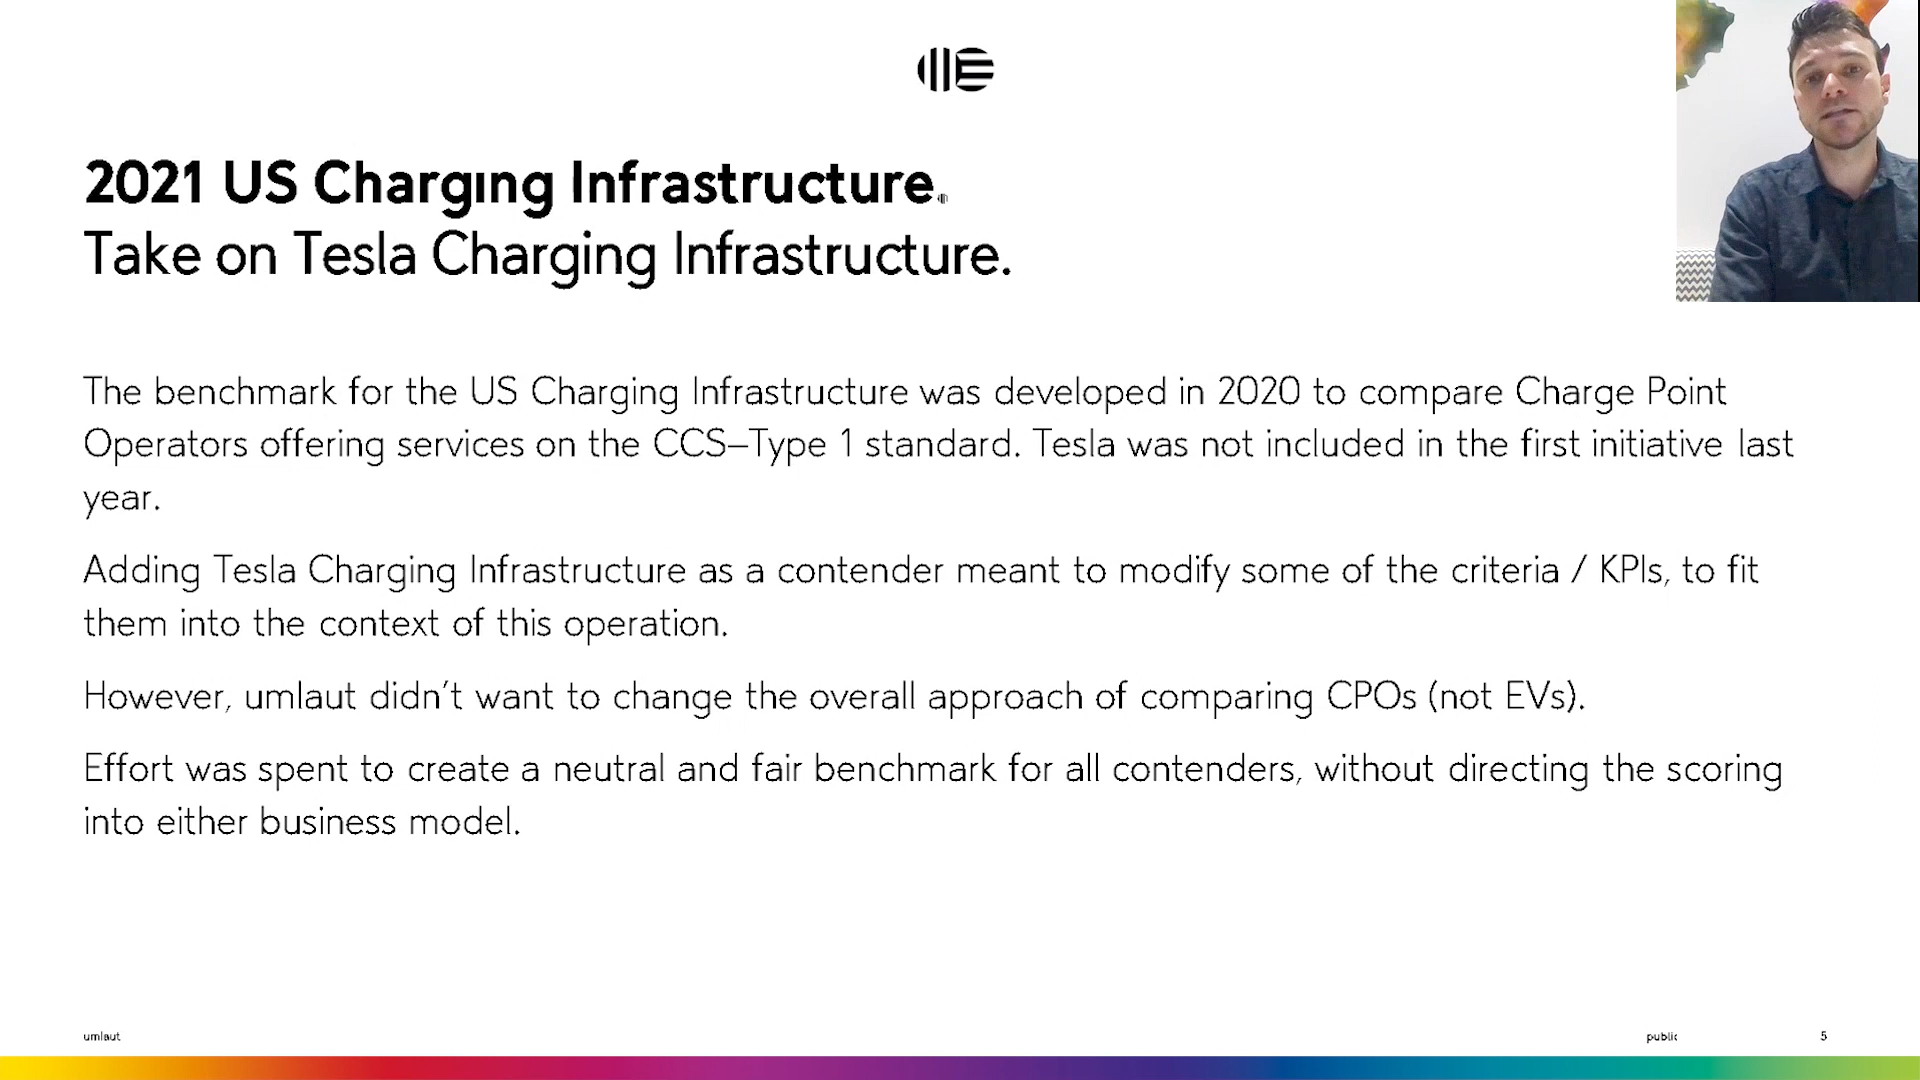 2021 US Charging Infrastructure.
Take on Tesla Charging Infrastructure.
The benchmark for the US Charging Infrastructure was developed in 2020 to compare Charge Point
Operators offering services on the CCS–Type 1 standard. Tesla was not included in the first initiative last
year.
Adding Tesla Charging Infrastructure as a contender meant to modify some of the criteria / KPIs, to fit
them into the context of this operation.
However, umlaut didn't want to change the overall approach of comparing CPOs (not EVs).
Effort was spent to create a neutral and fair benchmark for all contenders, without directing the scoring
into either business model.
umlaut
public
5